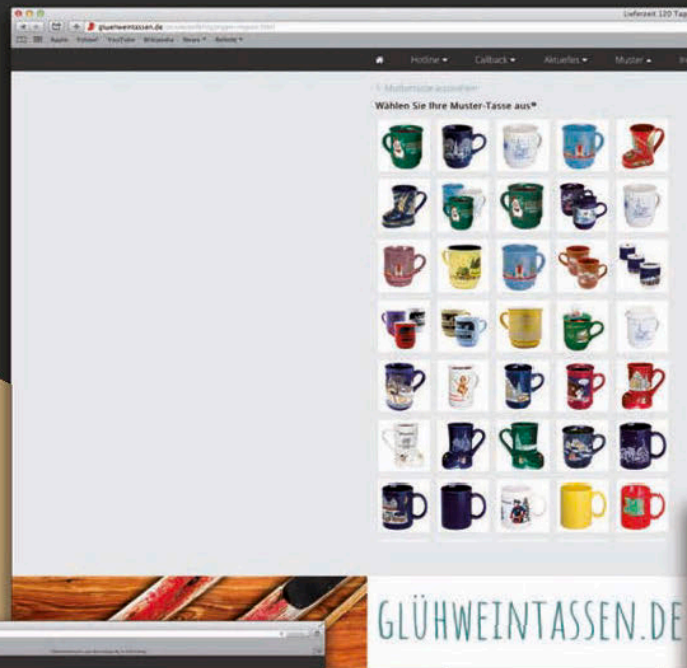 Lieferzeit 120 Tag
gluehweintassen.de
Apple Yahoo! YouTube Wikipedia News Beliebt
Hotline Callback Aktuelles Muster
Wählen Sie Ihre Muster-Tasse aus*
GLÜHWEINTASSEN.DE